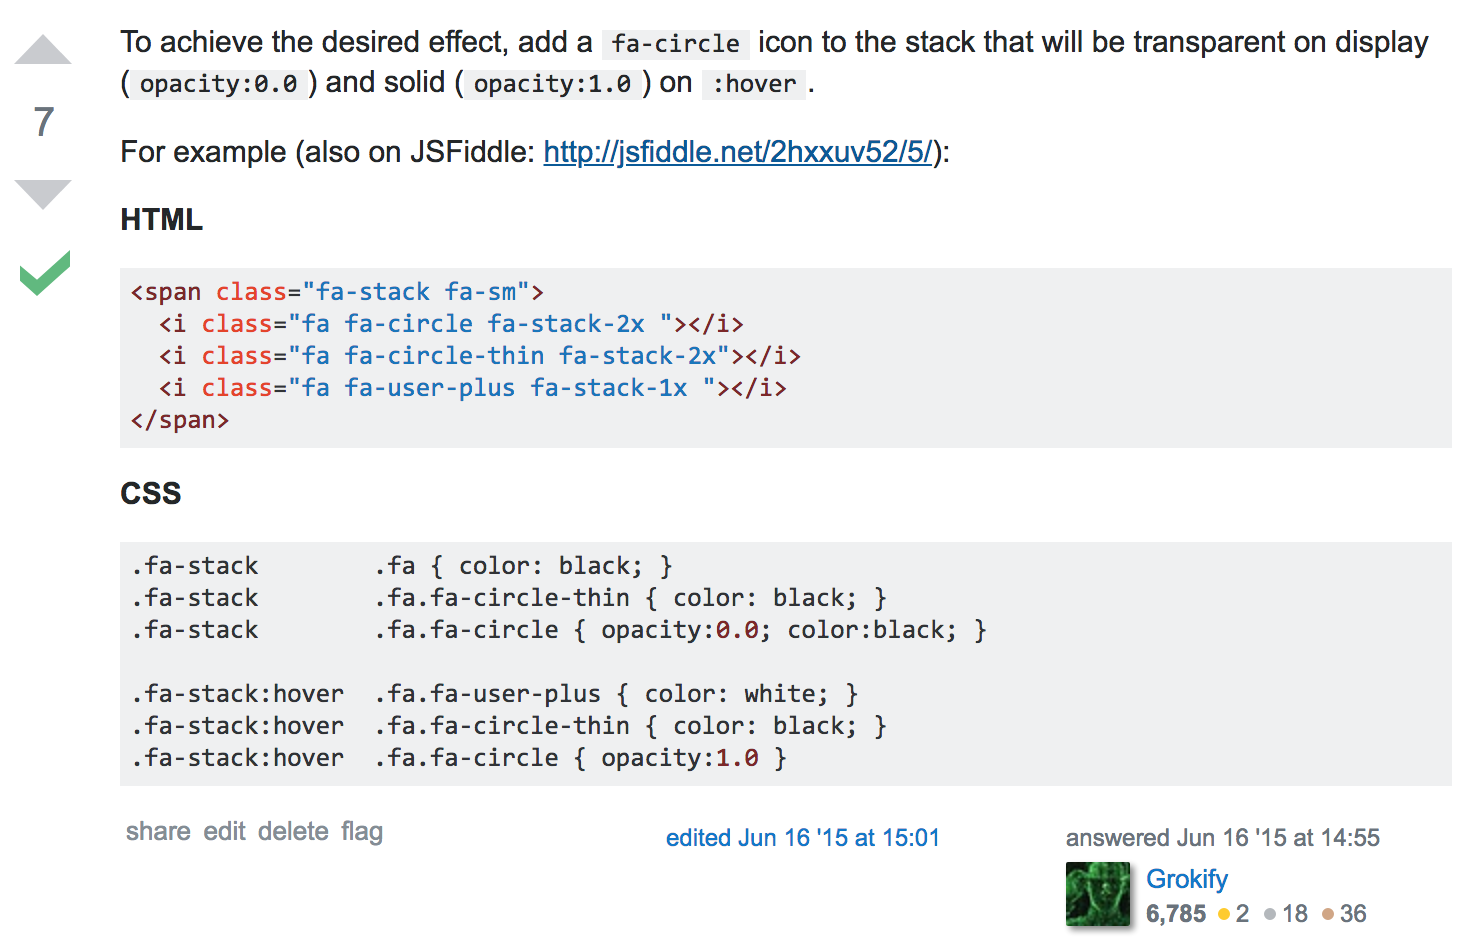 To achieve the desired effect, add a fa-circle icon to the stack that will be transparent on display
(opacity:0.0) and solid (opacity:1.0) on :hover.
7
For example (also on JSFiddle: http://jsfiddle.net/2hxxuv52/5/):
HTML
<span class="fa-stack fa-sm">
  <i class="fa fa-circle fa-stack-2x "></i>
  <i class="fa fa-circle-thin fa-stack-2x"></i>
  <i class="fa fa-user-plus fa-stack-1x "></i>
</span>
CSS
.fa-stack        .fa { color: black; }
.fa-stack        .fa.fa-circle-thin { color: black; }
.fa-stack        .fa.fa-circle { opacity:0.0; color:black; }
.fa-stack:hover  .fa.fa-user-plus { color: white; }
.fa-stack:hover  .fa.fa-circle-thin { color: black; }
.fa-stack:hover  .fa.fa-circle { opacity:1.0 }
share edit delete flag
edited Jun 16 '15 at 15:01
answered Jun 16 '15 at 14:55
Grokify
6,785 ●2 ●18 ●36